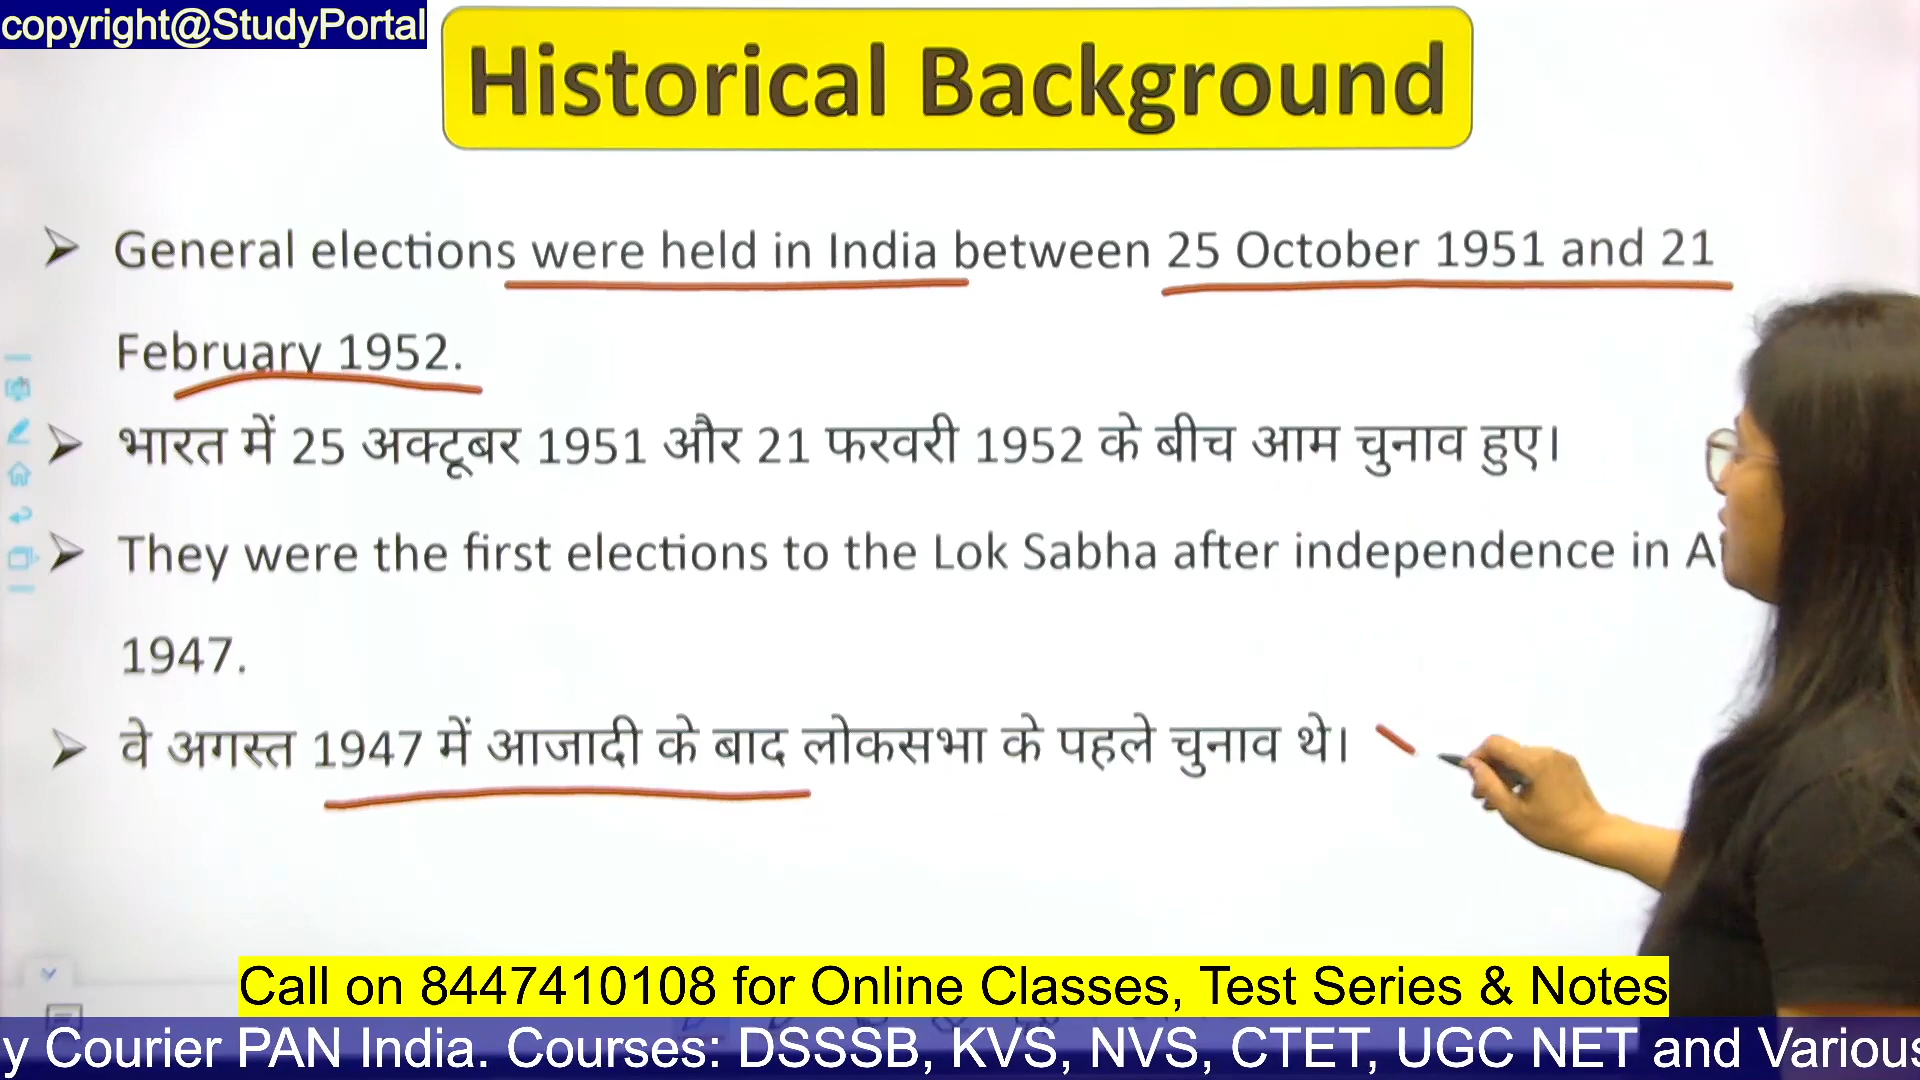 copyright@StudyPortal
Historical Background
General elections were held in India between 25 October 1951 and 21
February 1952.
भारत में 25 अक्टूबर 1951 और 21 फरवरी 1952 के बीच आम चुनाव हुए।
They were the first elections to the Lok Sabha after independence in
1947.
वे अगस्त 1947 में आजादी के बाद लोकसभा के पहले चुनाव थे।
Call on 8447410108 for Online Classes, Test Series & Notes
y Courier PAN India. Courses: DSSSB, KVS, NVS, CTET, UGC NET and Various